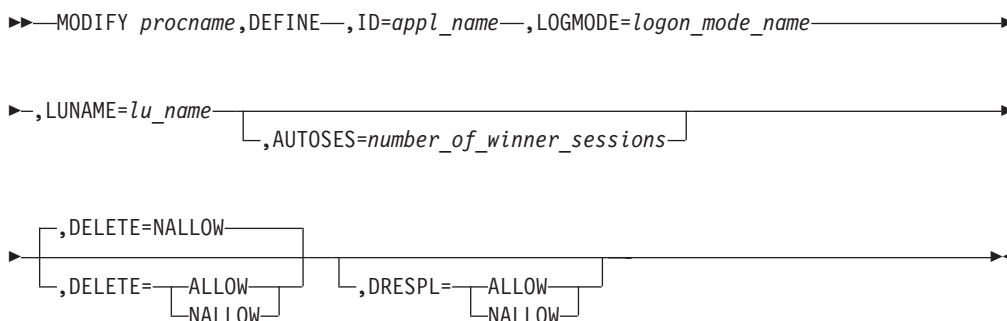 MODIFY procname,DEFINE ,ID=appl_name ,LOGMODE=logon_mode_name
,LUNAME=lu_name
,AUTOSES=number_of_winner_sessions
,DELETE=NALLOW
,DELETE= ALLOW ,DRESPL= ALLOW
NALLOW NALLOW